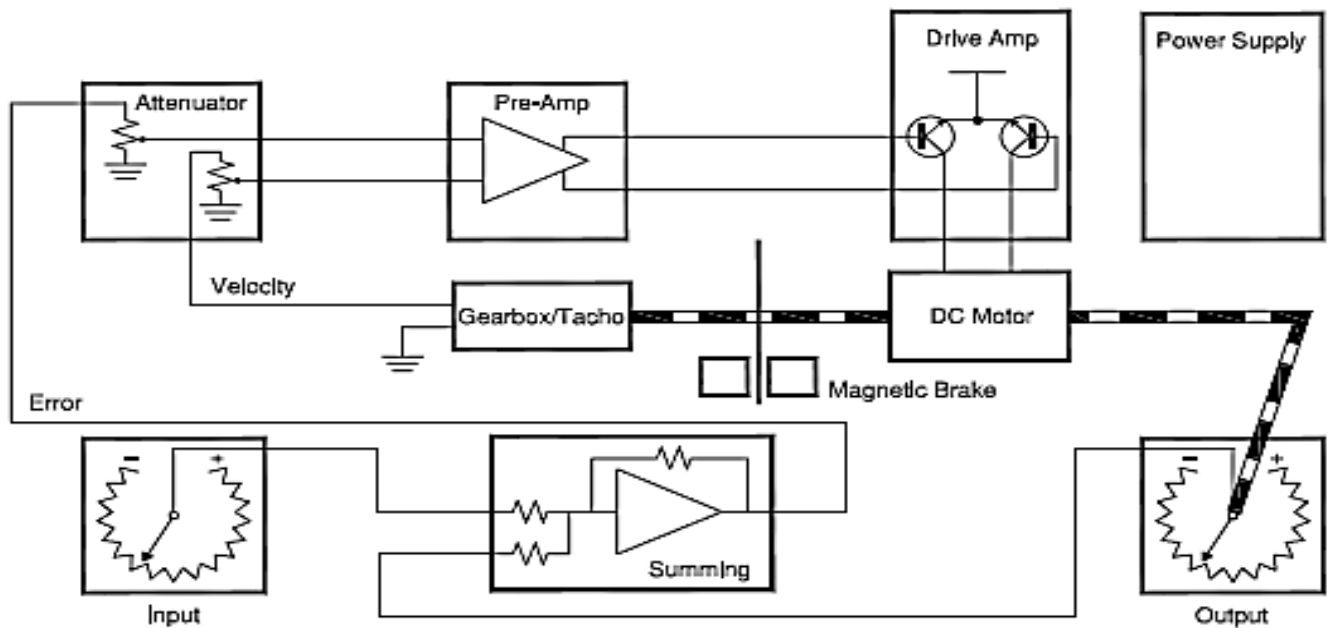 Drive Amp
Power Supply
Attenuator
Pre-Amp
Velocity
Gearbox/Tacho
DC Motor
Magnetic Brake
Error
- +
- +
Summing
Input
Output